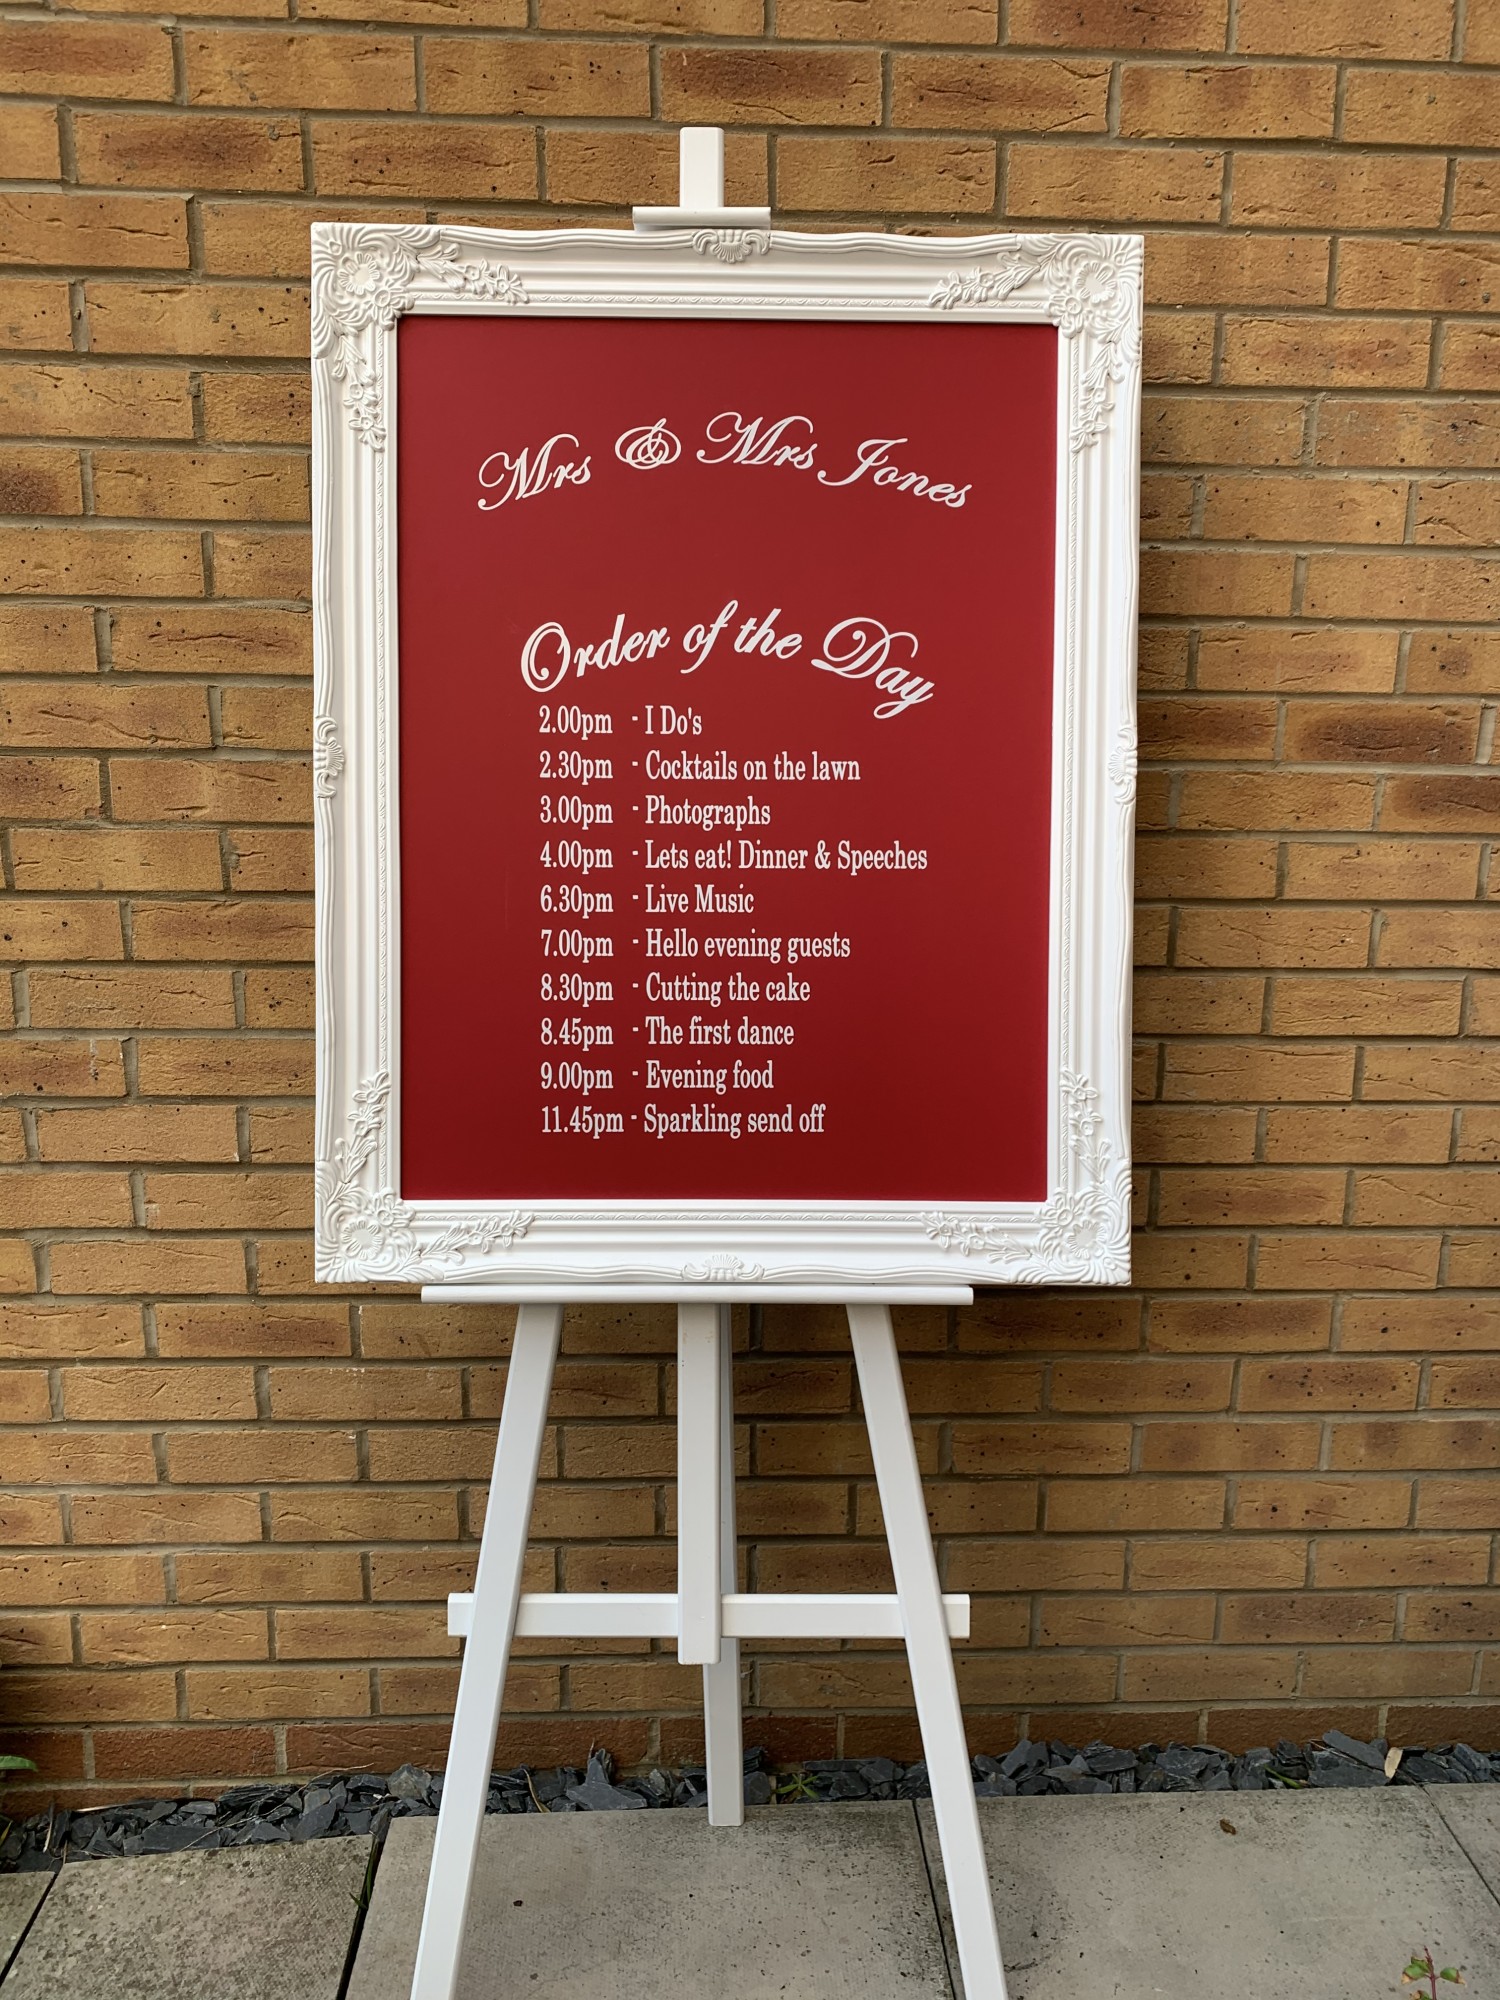 Mrs & Mrs Jones
Order of the Day
2.00pm - I Do's
2.30pm - Cocktails on the lawn
3.00pm - Photographs
4.00pm - Lets eat! Dinner & Speeches
6.30pm - Live Music
7.00pm - Hello evening guests
8.30pm - Cutting the cake
8.45pm - The first dance
9.00pm - Evening food
11.45pm - Sparkling send off